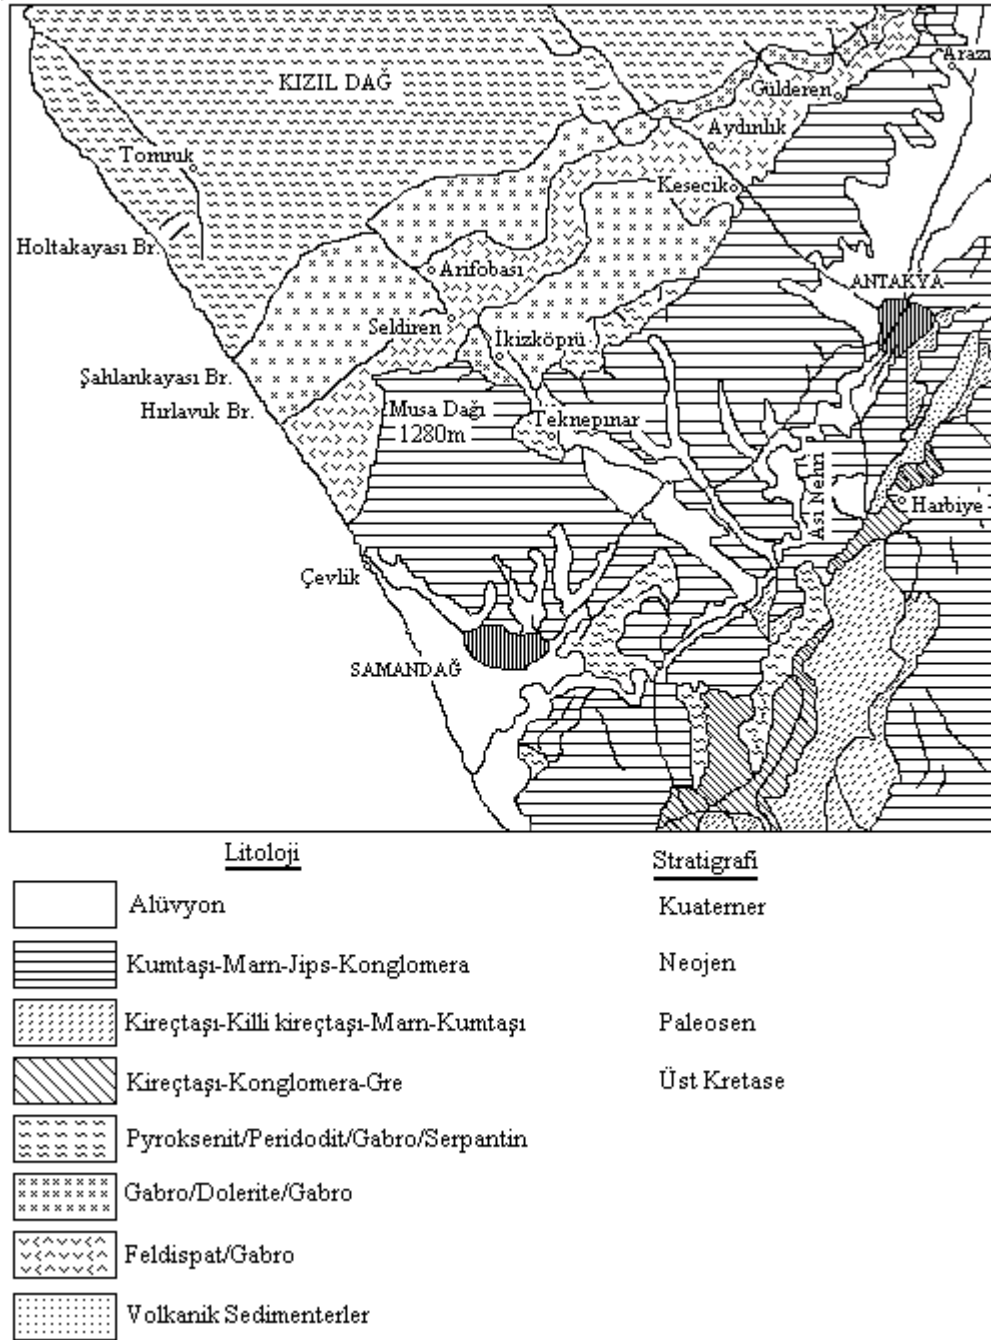 Arazı
KIZIL DAĞ
Gülderen
Aydınlık
Tomruk
Kesecik
Holtakayası Br.
Arıfobası
ANTAKYA
Seldiren
İkizköprü
Şahlankayası Br.
Hırlavuk Br.
Musa Dağı
1280m
Teknepınar
Asi Nehri
Harbiye
Çevlik
SAMANDAĞ
Litoloji Stratigrafi
Alüvyon Kuaterner
Kumtaşı-Marn-Jips-Konglomera Neojen
Kireçtaşı-Killi kireçtaşı-Marn-Kumtaşı Paleosen
Kireçtaşı-Konglomera-Gre Üst Kretase
Pyroksenit/Peridodit/Gabro/Serpantin
Gabro/Dolerite/Gabro
Feldispat/Gabro
Volkanik Sedimenterler